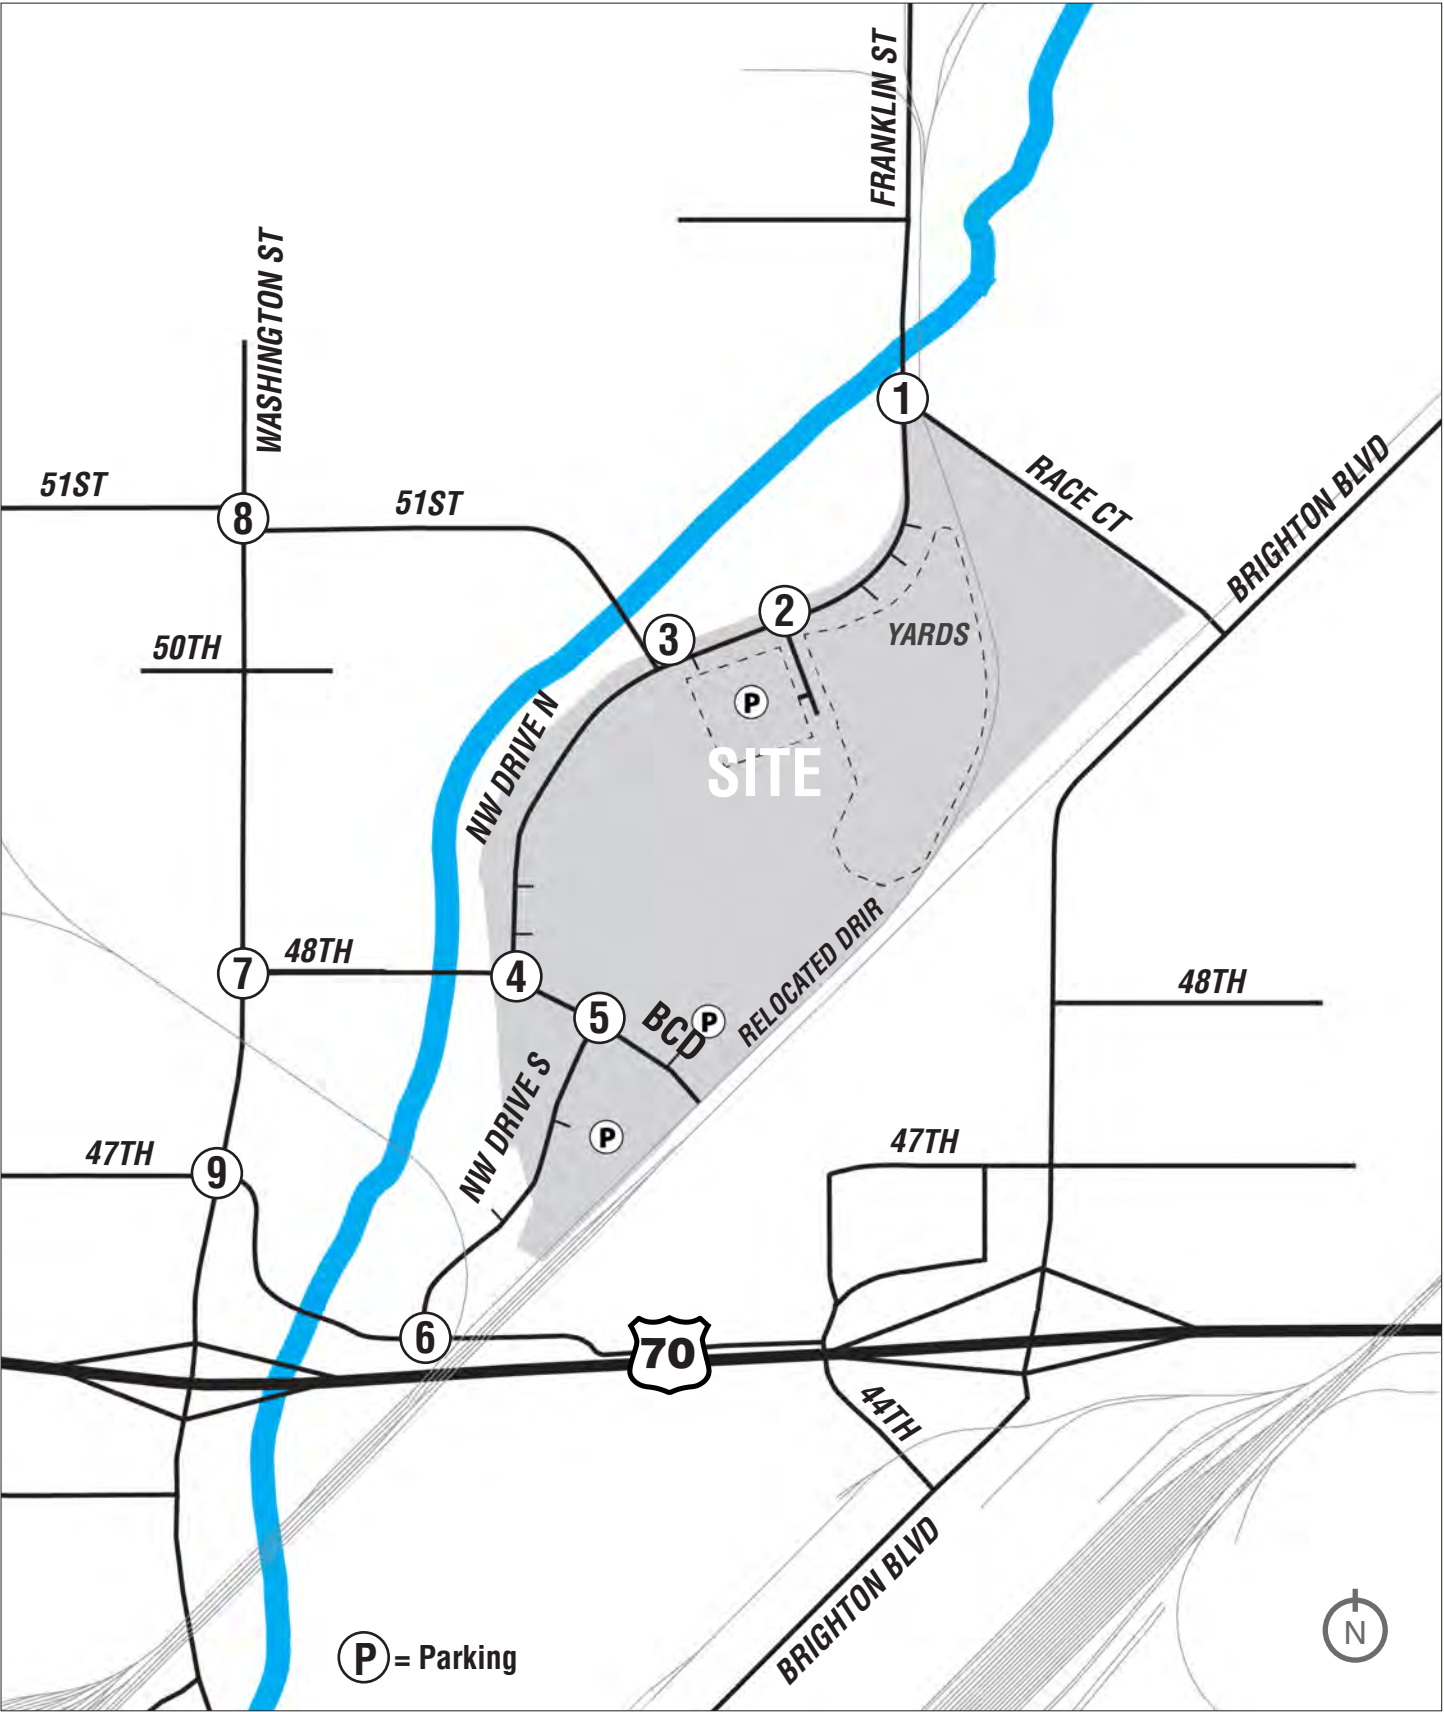 FRANKLIN ST
WASHINGTON ST
1
RACE CT
BRIGHTON BLVD
51ST
8
51ST
2
3
YARDS
50TH
P
NW DRIVE N
SITE
RELOCATED DRIR
7
48TH
4
48TH
5
BCD
P
NW DRIVE S
P
47TH
9
47TH
6
70
44TH
BRIGHTON BLVD
P = Parking
N